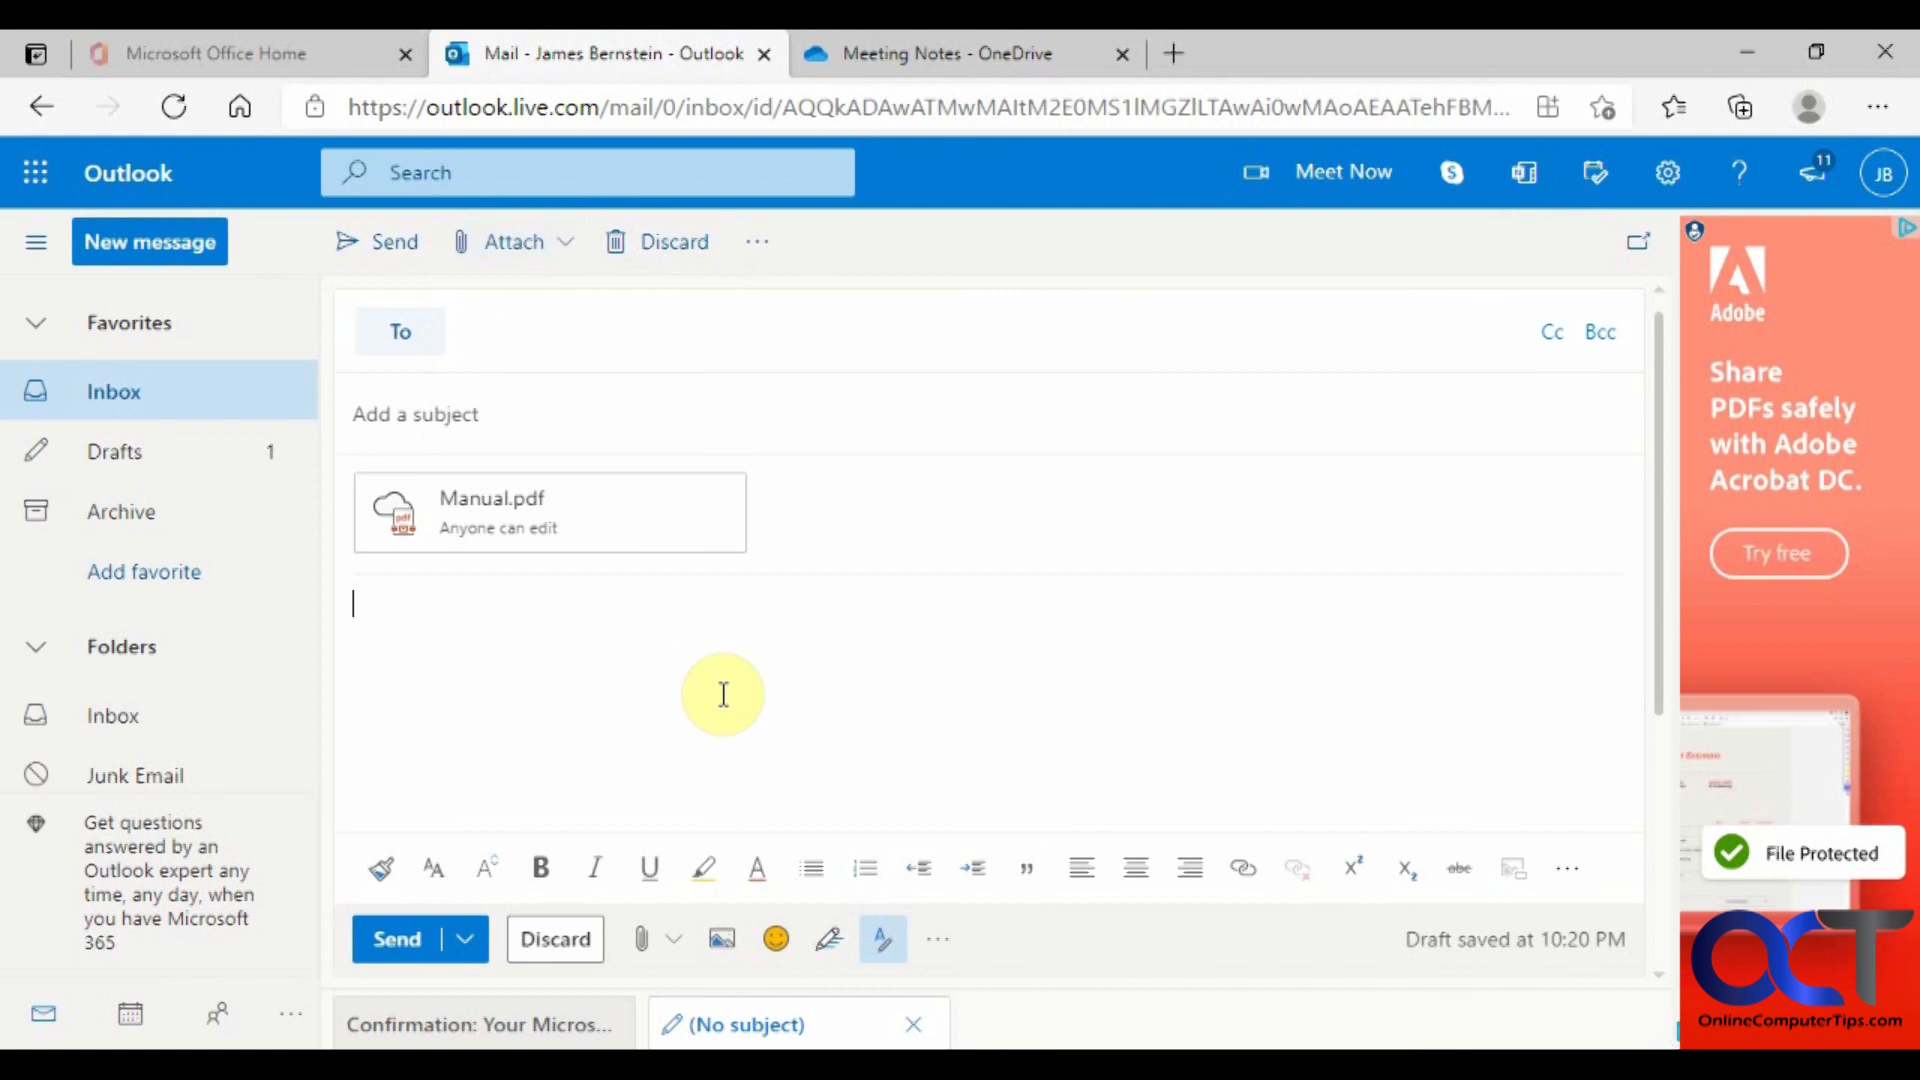 Microsoft Office Home
Mail - James Bernstein - Outlook
Meeting Notes - OneDrive
https://outlook.live.com/mail/0/inbox/id/AQQkADAwATMwMAItM2E0MS1lMGZlLTAwAi0wMAoAEAATehFBM...
Outlook
Search
Meet Now
11
JB
New message
Send
Attach
Discard
Favorites
To
Cc
Bcc
Inbox
Add a subject
Drafts
1
Manual.pdf
Anyone can edit
pdf
Archive
Add favorite
Folders
Inbox
Junk Email
Get questions
answered by an
Outlook expert any
time, any day, when
you have Microsoft
365
Send
Discard
Draft saved at 10:20 PM
Confirmation: Your Micros...
(No subject)
Adobe
Share
PDFs safely
with Adobe
Acrobat DC.
Try free
File Protected
OCT
OnlineComputerTips.com